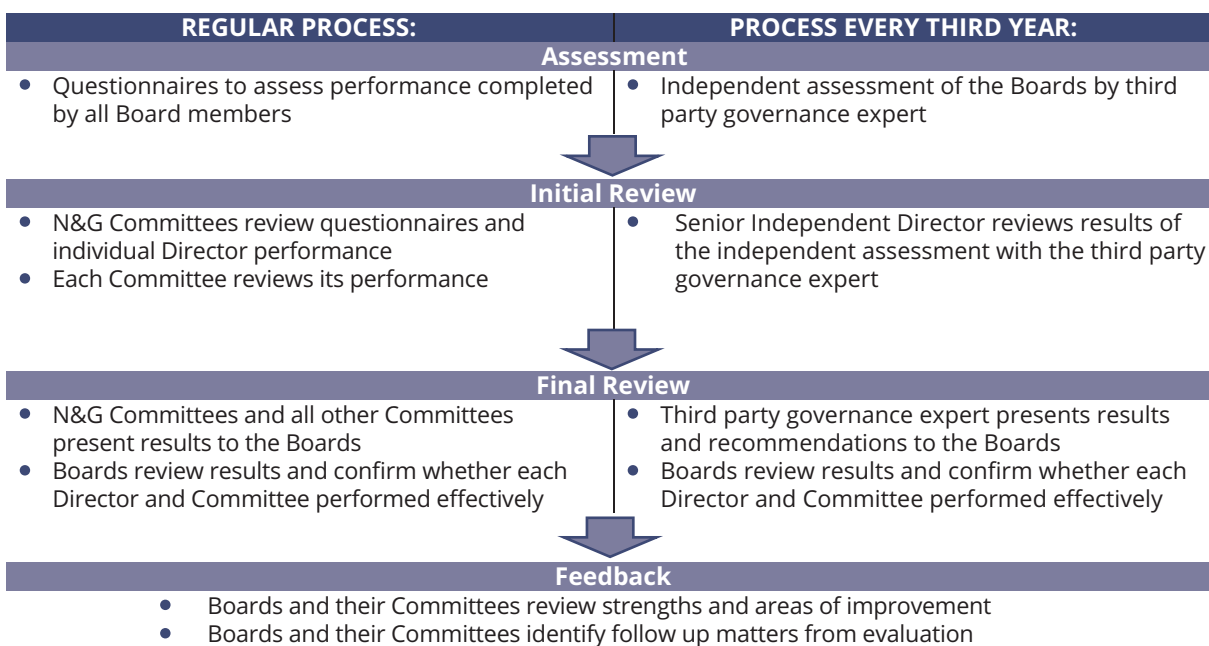 REGULAR PROCESS:
PROCESS EVERY THIRD YEAR:
Assessment
• Questionnaires to assess performance completed
by all Board members
• Independent assessment of the Boards by third
party governance expert
Initial Review
• N&G Committees review questionnaires and
individual Director performance
• Each Committee reviews its performance
• Senior Independent Director reviews results of
the independent assessment with the third party
governance expert
Final Review
• N&G Committees and all other Committees
present results to the Boards
• Boards review results and confirm whether each
Director and Committee performed effectively
• Third party governance expert presents results
and recommendations to the Boards
• Boards review results and confirm whether each
Director and Committee performed effectively
Feedback
• Boards and their Committees review strengths and areas of improvement
• Boards and their Committees identify follow up matters from evaluation